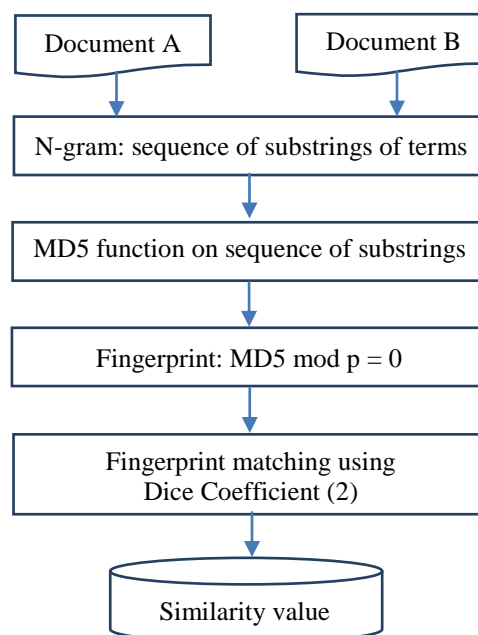 Document A
Document B
N-gram: sequence of substrings of terms
MD5 function on sequence of substrings
Fingerprint: MD5 mod p = 0
Fingerprint matching using
Dice Coefficient (2)
Similarity value